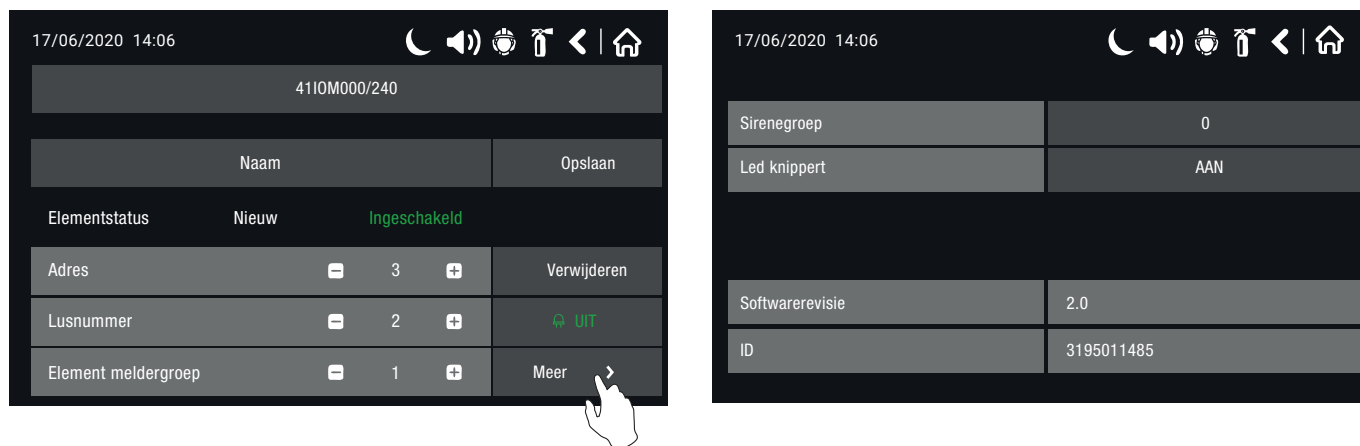 17/06/2020 14:06
41IOM000/240
Naam Opslaan
Elementstatus Nieuw Ingeschakeld
Adres 3 Verwijderen
Lusnummer 2 UIT
Element meldergroep 1 Meer
17/06/2020 14:06
Sirenegroep 0
Led knippert AAN
Softwarerevisie 2.0
ID 3195011485